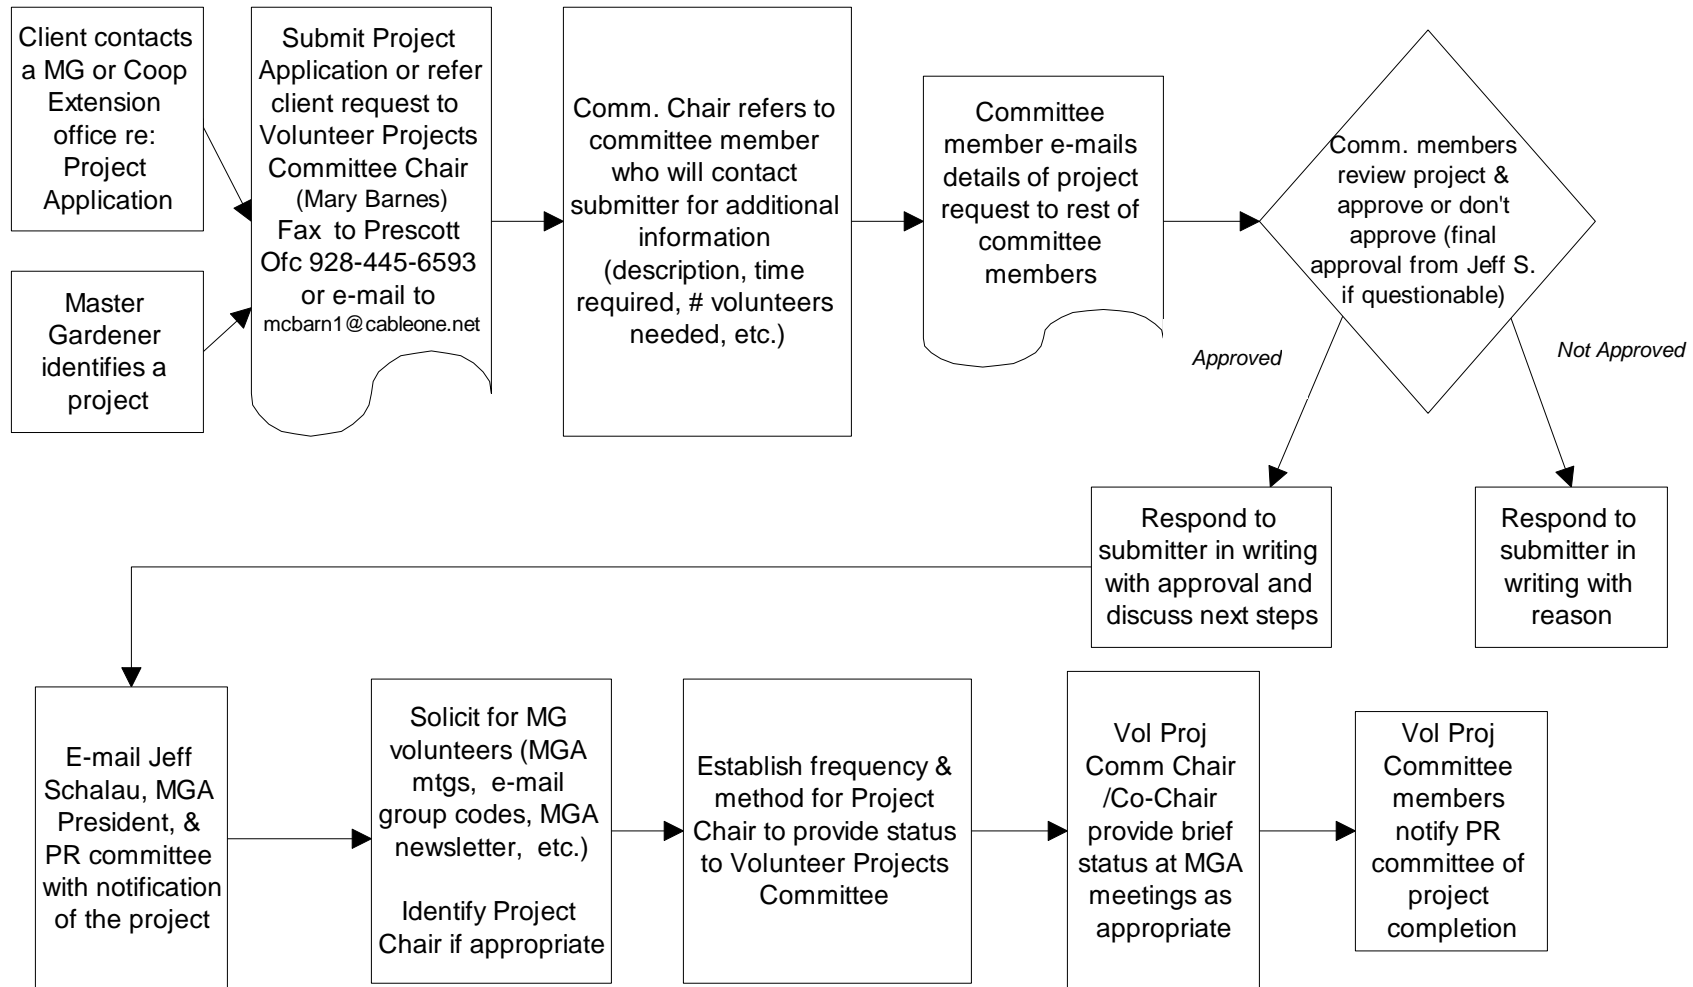 Client contacts
a MG or Coop
Extension
office re:
Project
Application
Master
Gardener
identifies a
project
Submit Project
Application or refer
client request to
Volunteer Projects
Committee Chair
(Mary Barnes)
Fax to Prescott
Ofc 928-445-6593
or e-mail to
mcbarn1@cableone.net
Comm. Chair refers to
committee member
who will contact
submitter for additional
information
(description, time
required, # volunteers
needed, etc.)
Committee
member e-mails
details of project
request to rest of
committee
members
Comm. members
review project &
approve or don't
approve (final
approval from Jeff S.
if questionable)
Approved
Not Approved
Respond to
submitter in writing
with approval and
discuss next steps
Respond to
submitter in
writing with
reason
E-mail Jeff
Schalau, MGA
President, &
PR committee
with notification
of the project
Solicit for MG
volunteers (MGA
mtgs, e-mail
group codes, MGA
newsletter, etc.)
Identify Project
Chair if appropriate
Establish frequency &
method for Project
Chair to provide status
to Volunteer Projects
Committee
Vol Proj
Comm Chair
/Co-Chair
provide brief
status at MGA
meetings as
appropriate
Vol Proj
Committee
members
notify PR
committee of
project
completion